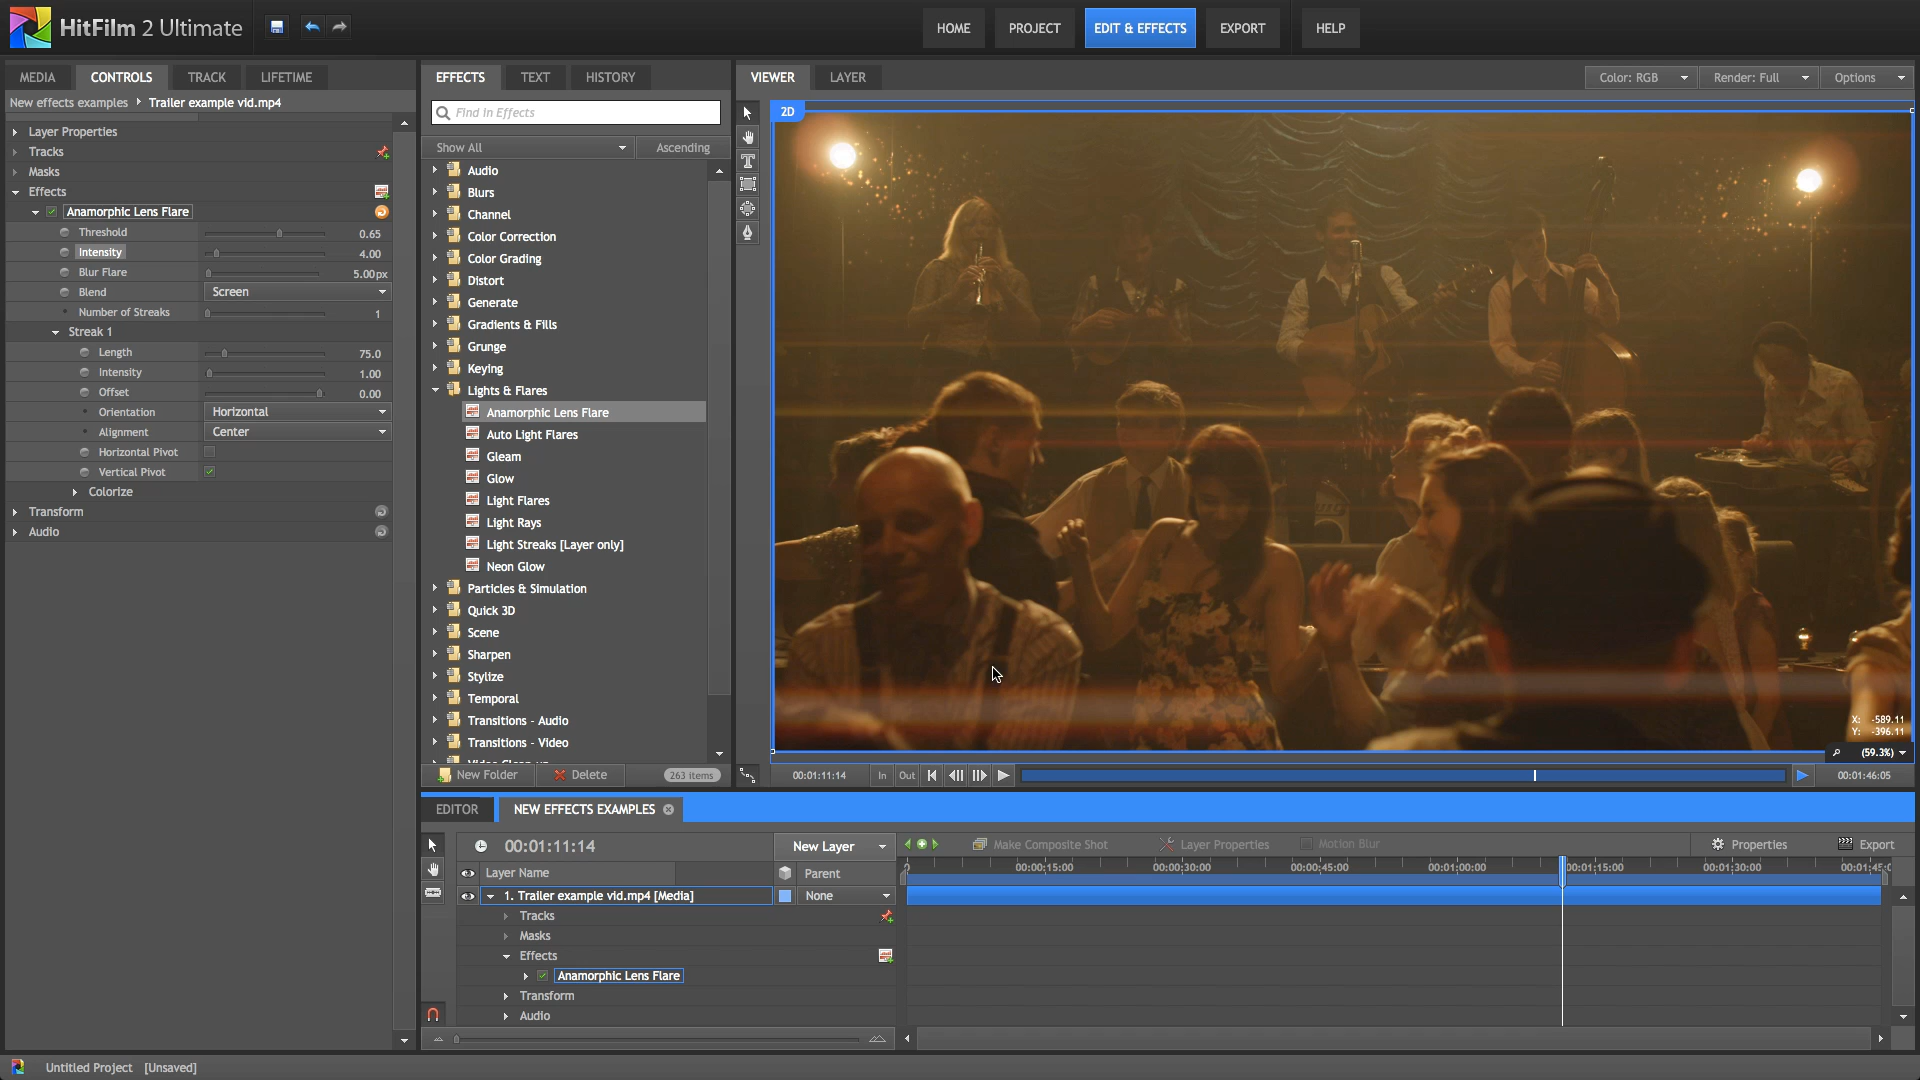 HitFilm 2 Ultimate
HOME
PROJECT
EDIT & EFFECTS
EXPORT
HELP
MEDIA
CONTROLS
TRACK
LIFETIME
New effects examples
Trailer example vid.mp4
Layer Properties
Tracks
Masks
Effects
Anamorphic Lens Flare
Threshold 0.65
Intensity 4.00
Blur Flare 5.00px
Blend Screen
Number of Streaks 1
Streak 1
Length 75.0
Intensity 1.00
Offset 0.00
Orientation Horizontal
Alignment Center
Horizontal Pivot
Vertical Pivot
Colorize
Transform
Audio
EFFECTS
TEXT
HISTORY
Find in Effects
Show All
Ascending
Audio
Blurs
Channel
Color Correction
Color Grading
Distort
Generate
Gradients & Fills
Grunge
Keying
Lights & Flares
Anamorphic Lens Flare
Auto Light Flares
Gleam
Glow
Light Flares
Light Rays
Light Streaks [Layer only]
Neon Glow
Particles & Simulation
Quick 3D
Scene
Sharpen
Stylize
Temporal
Transitions - Audio
Transitions - Video
New Folder
Delete
263 items
VIEWER
LAYER
Color: RGB
Render: Full
Options
2D
X: -589.11
Y: -396.11
(59.3%)
00:01:11:14
In
Out
00:01:46:05
EDITOR
NEW EFFECTS EXAMPLES
00:01:11:14
New Layer
Make Composite Shot
Layer Properties
Motion Blur
Properties
Export
Layer Name
Parent
0
00:00:15:00
00:00:30:00
00:00:45:00
00:01:00:00
00:01:15:00
00:01:30:00
1. Trailer example vid.mp4 [Media]
None
Tracks
Masks
Effects
Anamorphic Lens Flare
Transform
Audio
Untitled Project [Unsaved]